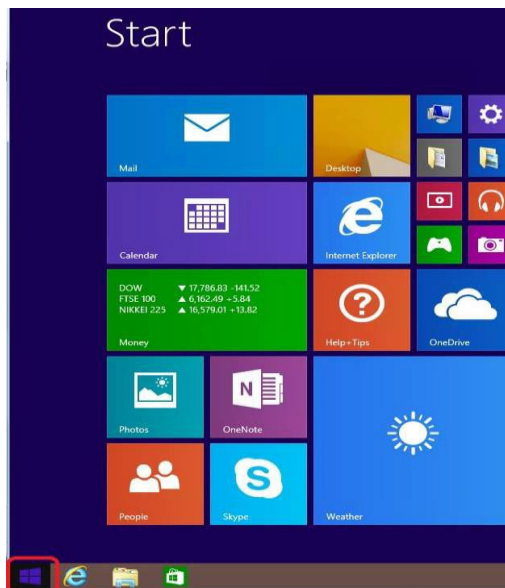 Start
Mail
Desktop
Calendar
Internet Explorer
DOW ▼ 17,786.83 -141.52
FTSE 100 ▲ 6,162.49 +5.84
NIKKEI 225 ▲ 16,579.01 +13.82
Money
Help+Tips
OneDrive
Photos
OneNote
People
Skype
Weather